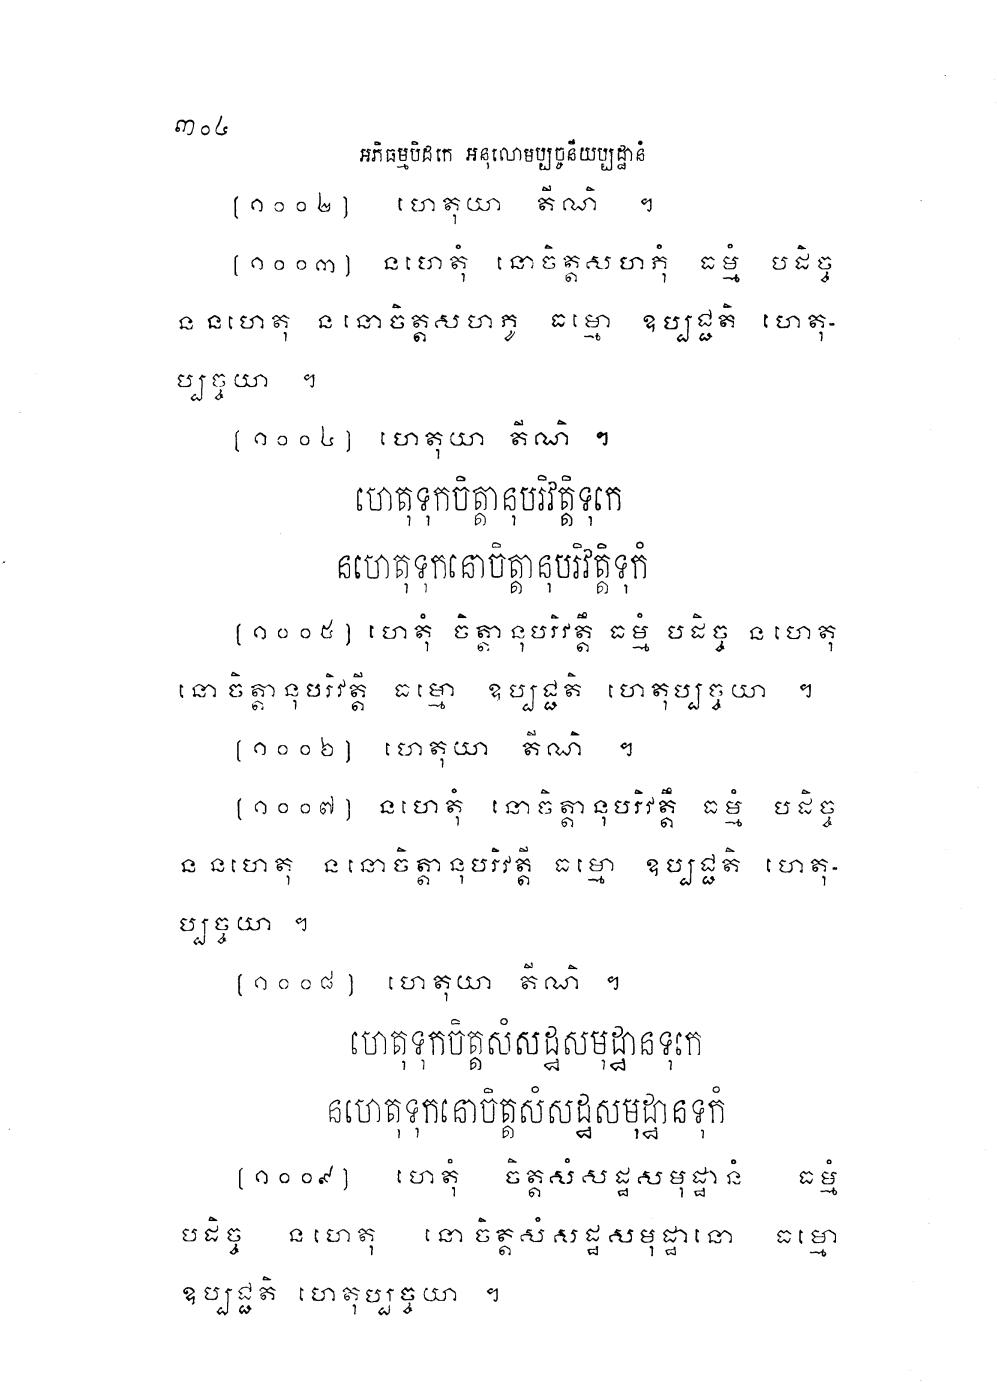 ៣០៤
អភិធម្មបិដកេ អនុលោមប្បច្ចនីយប្បដ្ឋានំ
[១០០២] ហេតុយា តីណិ ។
[១០០៣] នហេតុំ នោចិត្តសហភុំ ធម្មំ បដិច្ច
ននហេតុ ននោចិត្តសហភូ ធម្មោ ឧប្បជ្ជតិ ហេតុ-
ប្បច្ចយា ។
[១០០៤] ហេតុយា តីណិ ។
ហេតុទុកចិត្តានុបរិវត្តិទុកេ
នហេតុទុកនោចិត្តានុបរិវត្តិទុកំ
[១០០៥] ហេតុំ ចិត្តានុបរិវត្តឹ ធម្មំ បដិច្ច នហេតុ
នោចិត្តានុបរិវត្តី ធម្មោ ឧប្បជ្ជតិ ហេតុប្បច្ចយា ។
[១០០៦] ហេតុយា តីណិ ។
[១០០៧] នហេតុំ នោចិត្តានុបរិវត្តឹ ធម្មំ បដិច្ច
ននហេតុ ននោចិត្តានុបរិវត្តី ធម្មោ ឧប្បជ្ជតិ ហេតុ-
ប្បច្ចយា ។
[១០០៨] ហេតុយា តីណិ ។
ហេតុទុកចិត្តសំសដ្ឋសមុដ្ឋានទុកេ
នហេតុទុកនោចិត្តសំសដ្ឋសមុដ្ឋានទុកំ
[១០០៩] ហេតុំ ចិត្តសំសដ្ឋសមុដ្ឋានំ ធម្មំ
បដិច្ច នហេតុ នោចិត្តសំសដ្ឋសមុដ្ឋានោ ធម្មោ
ឧប្បជ្ជតិ ហេតុប្បច្ចយា ។